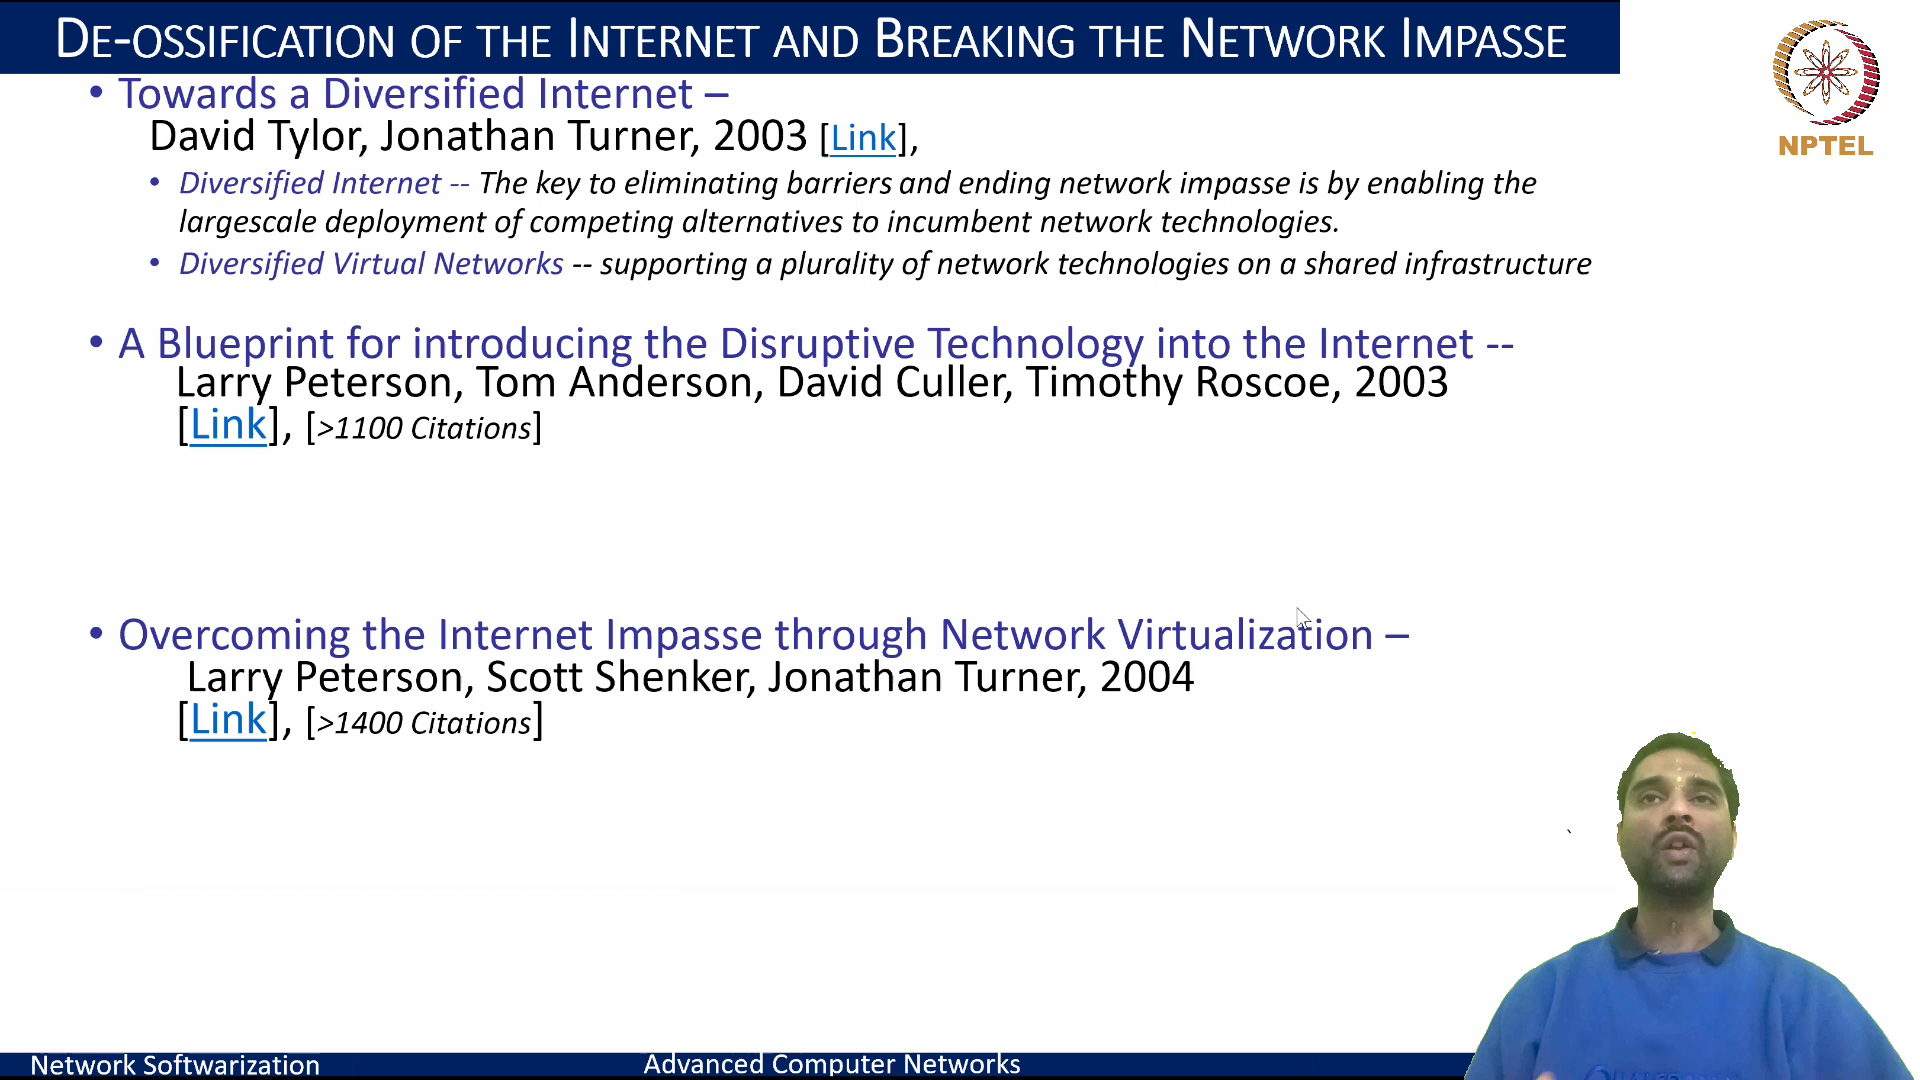 DE-OSSIFICATION OF THE INTERNET AND BREAKING THE NETWORK IMPASSE
NPTEL
• Towards a Diversified Internet –
David Tylor, Jonathan Turner, 2003 [Link],
• Diversified Internet -- The key to eliminating barriers and ending network impasse is by enabling the
largescale deployment of competing alternatives to incumbent network technologies.
• Diversified Virtual Networks -- supporting a plurality of network technologies on a shared infrastructure
• A Blueprint for introducing the Disruptive Technology into the Internet --
Larry Peterson, Tom Anderson, David Culler, Timothy Roscoe, 2003
[Link], [>1100 Citations]
• Overcoming the Internet Impasse through Network Virtualization –
Larry Peterson, Scott Shenker, Jonathan Turner, 2004
[Link], [>1400 Citations]
Network Softwarization
Advanced Computer Networks